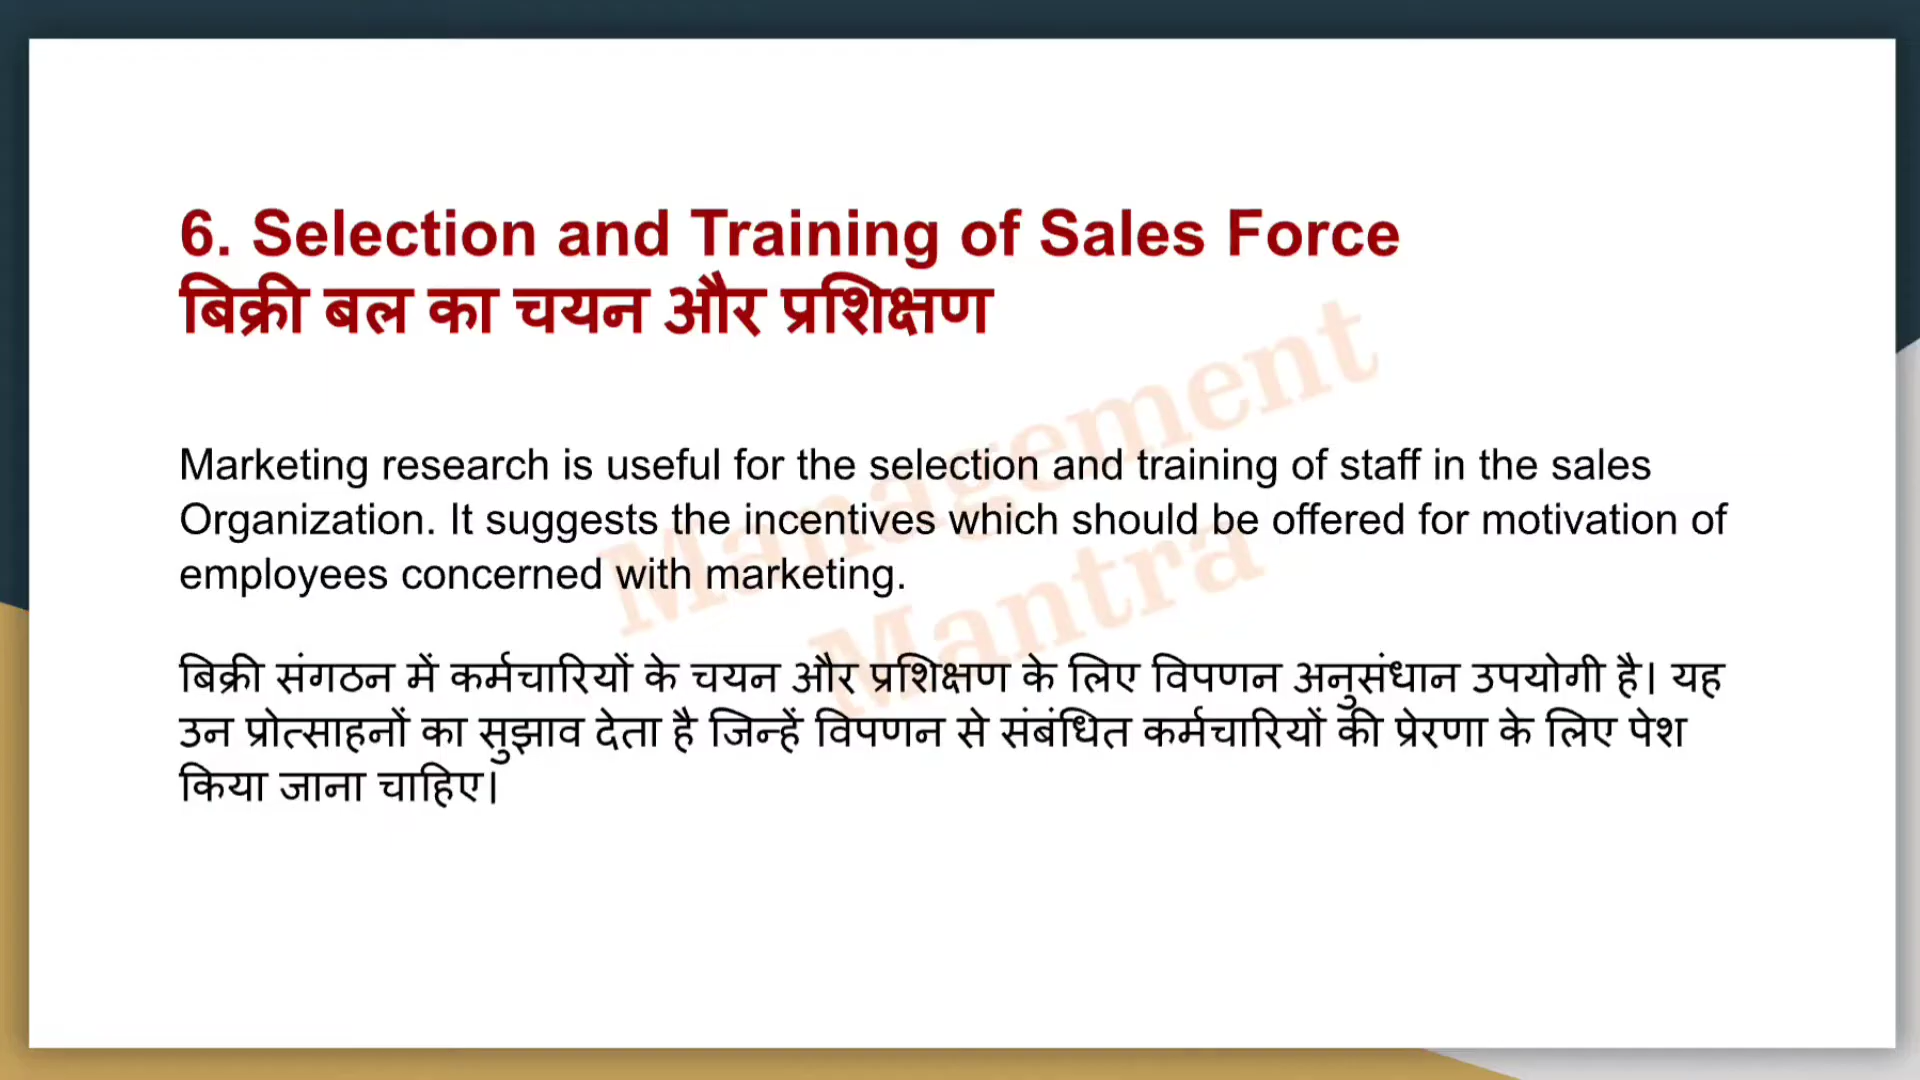 6. Selection and Training of Sales Force
बिक्री बल का चयन और प्रशिक्षण
Marketing research is useful for the selection and training of staff in the sales
Organization. It suggests the incentives which should be offered for motivation of
employees concerned with marketing.
बिक्री संगठन में कर्मचारियों के चयन और प्रशिक्षण के लिए विपणन अनुसंधान उपयोगी है। यह
उन प्रोत्साहनों का सुझाव देता है जिन्हें विपणन से संबंधित कर्मचारियों की प्रेरणा के लिए पेश
किया जाना चाहिए।
Management
Mantra